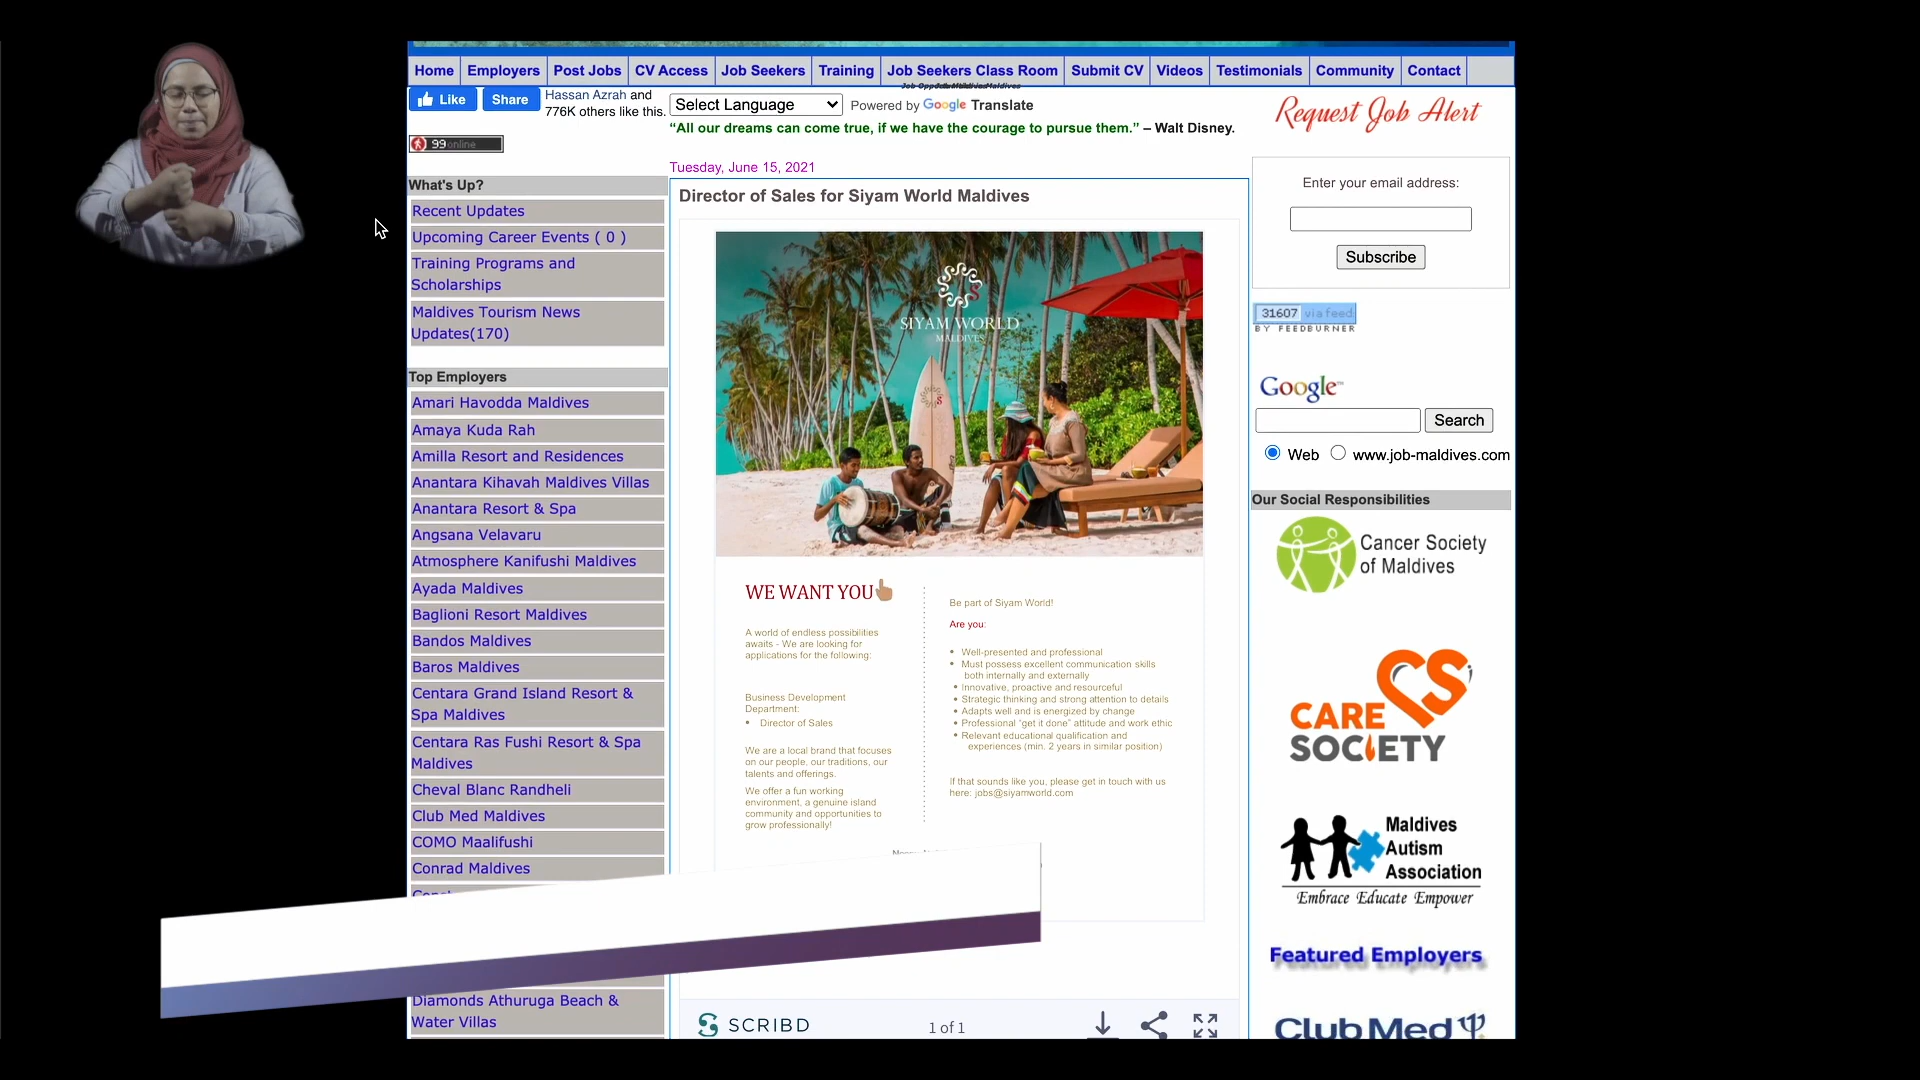 Home Employers Post Jobs CV Access Job Seekers Training Job Seekers Class Room Submit CV Videos Testimonials Community Contact
Like Share
Hassan Azrah and
776K others like this.
99 online
What's Up?
Recent Updates
Upcoming Career Events ( 0 )
Training Programs and
Scholarships
Maldives Tourism News
Updates(170)
Top Employers
Amari Havodda Maldives
Amaya Kuda Rah
Amilla Resort and Residences
Anantara Kihavah Maldives Villas
Anantara Resort & Spa
Angsana Velavaru
Atmosphere Kanifushi Maldives
Ayada Maldives
Baglioni Resort Maldives
Bandos Maldives
Baros Maldives
Centara Grand Island Resort &
Spa Maldives
Centara Ras Fushi Resort & Spa
Maldives
Cheval Blanc Randheli
Club Med Maldives
COMO Maalifushi
Conrad Maldives
Diamonds Athuruga Beach &
Water Villas
Select Language Powered by Google Translate
“All our dreams can come true, if we have the courage to pursue them.” – Walt Disney.
Tuesday, June 15, 2021
Director of Sales for Siyam World Maldives
SIYAM WORLD
MALDIVES
WE WANT YOU
A world of endless possibilities
awaits - We are looking for
applications for the following:
Business Development
Department:
• Director of Sales
We are a local brand that focuses
on our people, our traditions, our
talents and offerings.
We offer a fun working
environment, a genuine island
community and opportunities to
grow professionally!
Be part of Siyam World!
Are you:
• Well-presented and professional
• Must possess excellent communication skills
both internally and externally
• Innovative, proactive and resourceful
• Strategic thinking and strong attention to details
• Adapts well and is energized by change
• Professional “get it done” attitude and work ethic
• Relevant educational qualification and
experiences (min. 2 years in similar position)
If that sounds like you, please get in touch with us
here: jobs@siyamworld.com
SCRIBD
1 of 1
Request Job Alert
Enter your email address:
Subscribe
31607 via feed
BY FEEDBURNER
Google™
Search
Web www.job-maldives.com
Our Social Responsibilities
Cancer Society
of Maldives
CARE
SOCIETY
Maldives
Autism
Association
Embrace Educate Empower
Featured Employers
Club Med